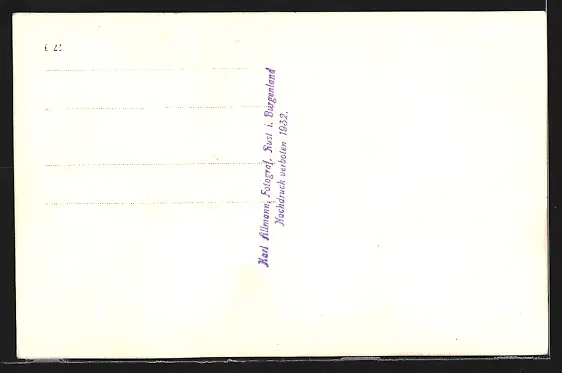 Karl Allmann, Fotograf, Rust i. Burgenland
Nachdruck verboten 1932.